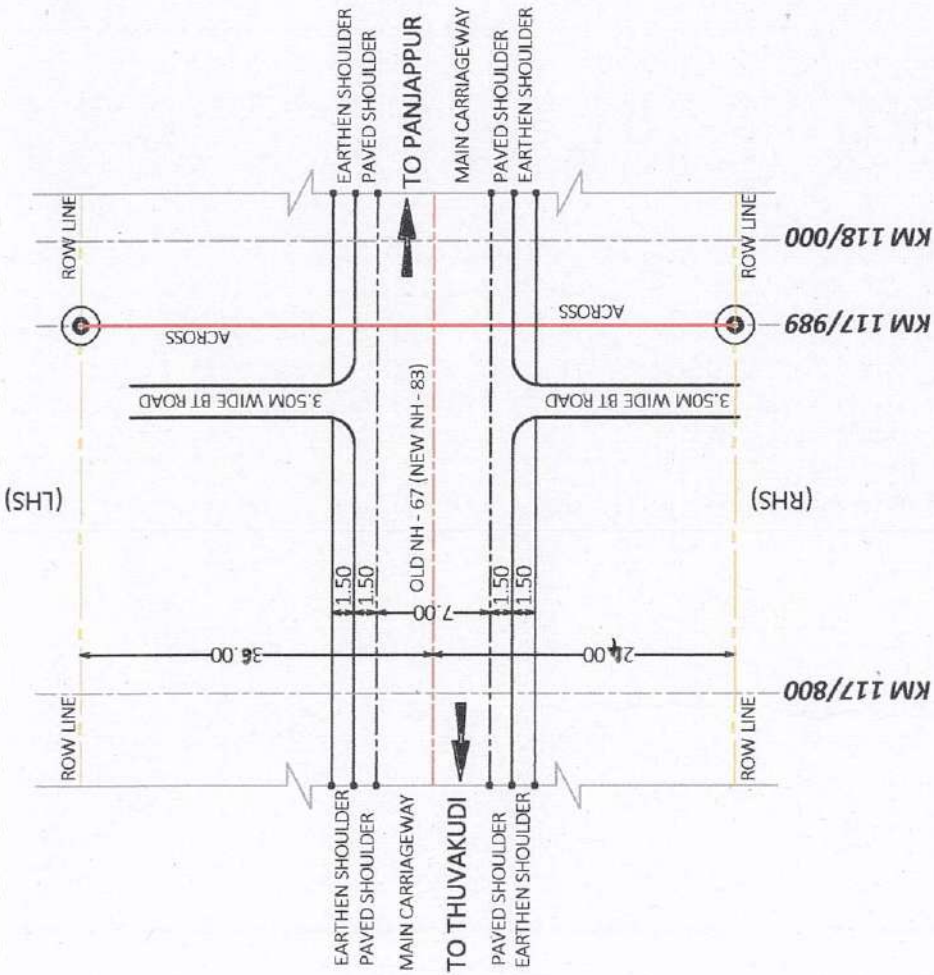 EARTHEN SHOULDER
PAVED SHOULDER
TO PANJAPPUR
MAIN CARRIAGEWAY
PAVED SHOULDER
EARTHEN SHOULDER
ROW LINE
ROW LINE
KM 118/000
KM 117/989
ACROSS
ACROSS
3.50M WIDE BT ROAD
3.50M WIDE BT ROAD
OLD NH - 67 (NEW NH - 83)
(LHS)
(RHS)
1.50
1.50
7.00
1.50
1.50
36.00
KM 117/800
ROW LINE
ROW LINE
EARTHEN SHOULDER
PAVED SHOULDER
MAIN CARRIAGEWAY
TO THUVAKUDI
PAVED SHOULDER
EARTHEN SHOULDER